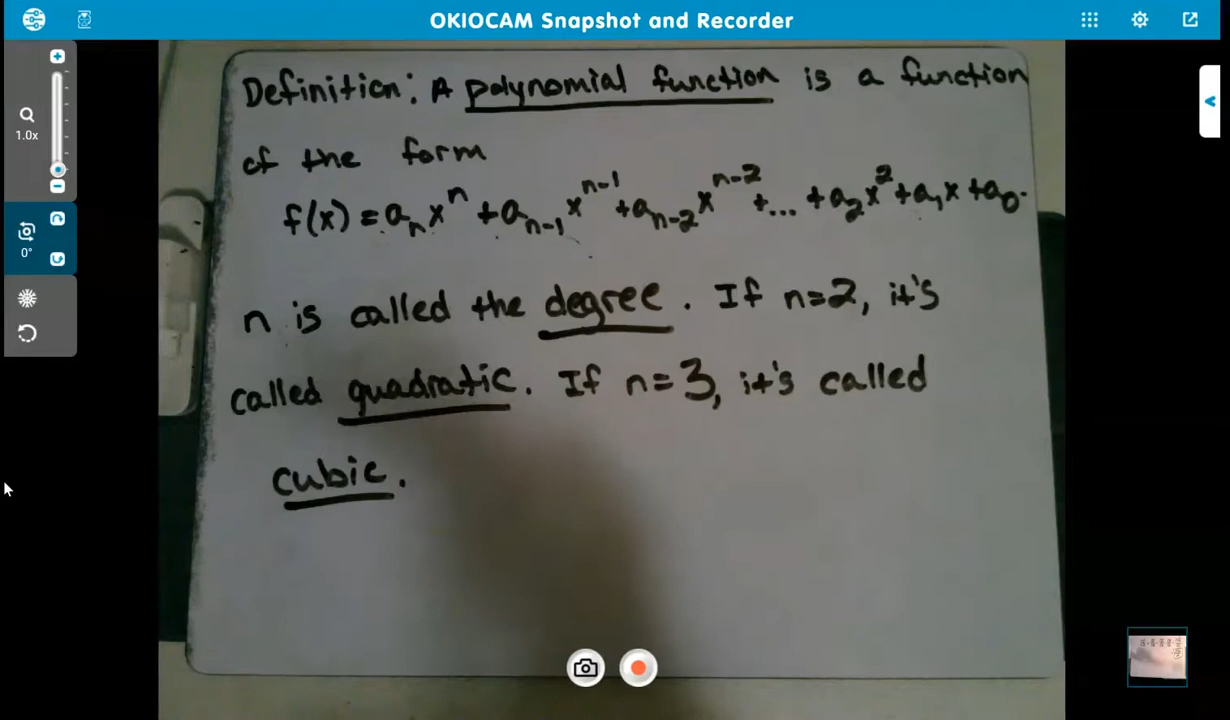 OKIOCAM Snapshot and Recorder
1.0x
0°
Definition: A polynomial function is a function
of the form
f(x) = aₙxⁿ + aₙ₋₁xⁿ⁻¹ + aₙ₋₂xⁿ⁻² + ... + a₂x² + a₁x + a₀.
n is called the degree. If n=2, it's
called quadratic. If n=3, it's called
cubic.